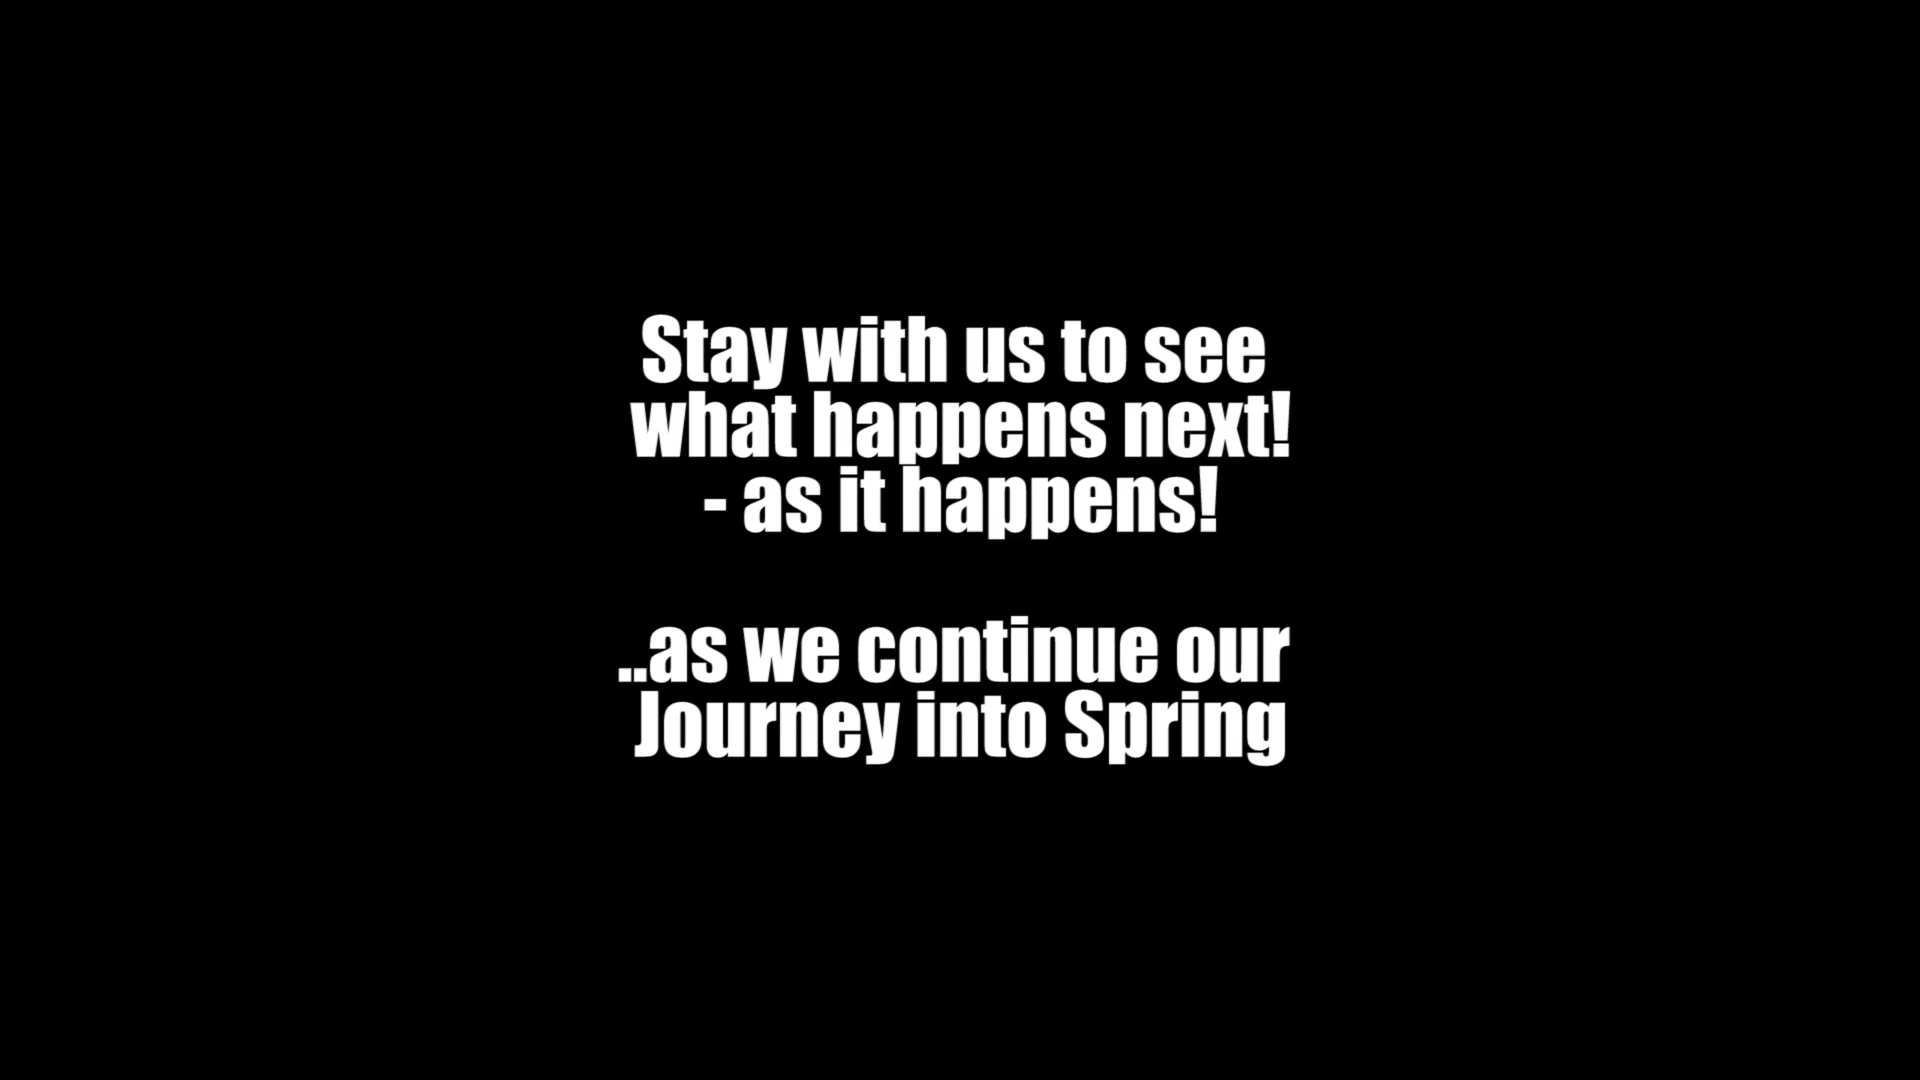 Stay with us to see
what happens next!
- as it happens!
..as we continue our
Journey into Spring